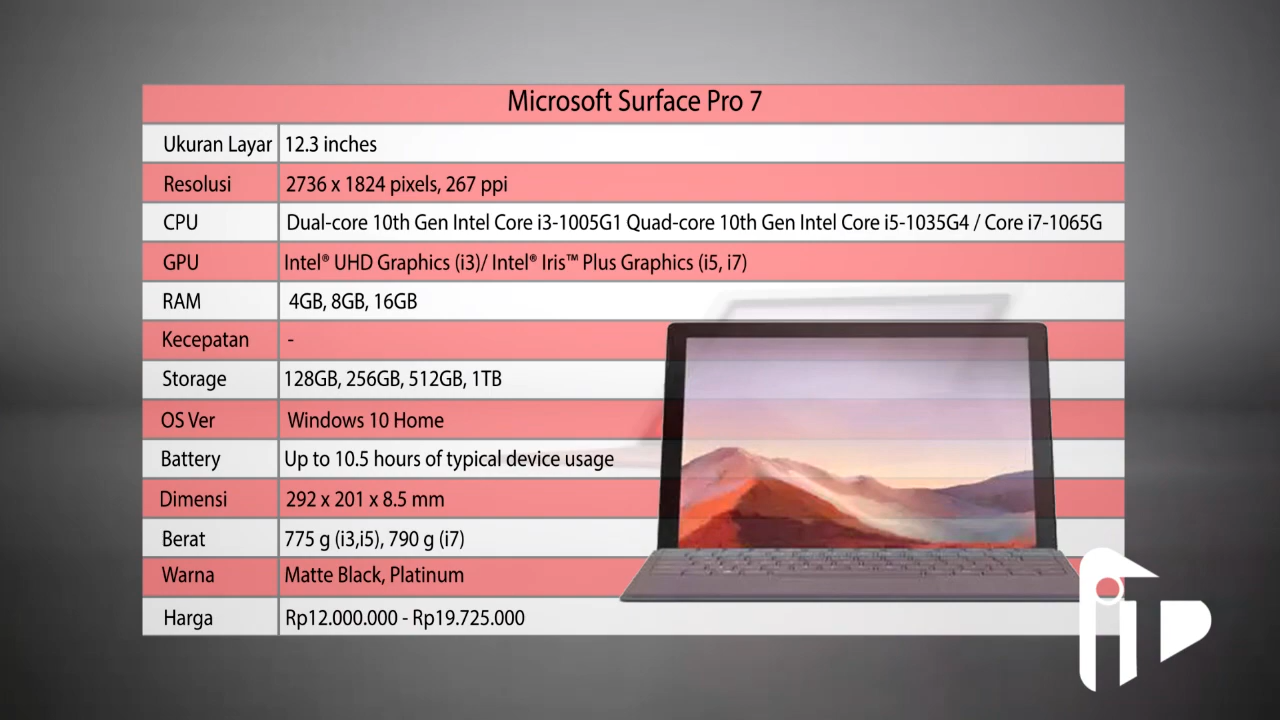 Microsoft Surface Pro 7
Ukuran Layar 12.3 inches
Resolusi 2736 x 1824 pixels, 267 ppi
CPU Dual-core 10th Gen Intel Core i3-1005G1 Quad-core 10th Gen Intel Core i5-1035G4 / Core i7-1065G
GPU Intel® UHD Graphics (i3)/ Intel® Iris™ Plus Graphics (i5, i7)
RAM 4GB, 8GB, 16GB
Kecepatan -
Storage 128GB, 256GB, 512GB, 1TB
OS Ver Windows 10 Home
Battery Up to 10.5 hours of typical device usage
Dimensi 292 x 201 x 8.5 mm
Berat 775 g (i3,i5), 790 g (i7)
Warna Matte Black, Platinum
Harga Rp12.000.000 - Rp19.725.000